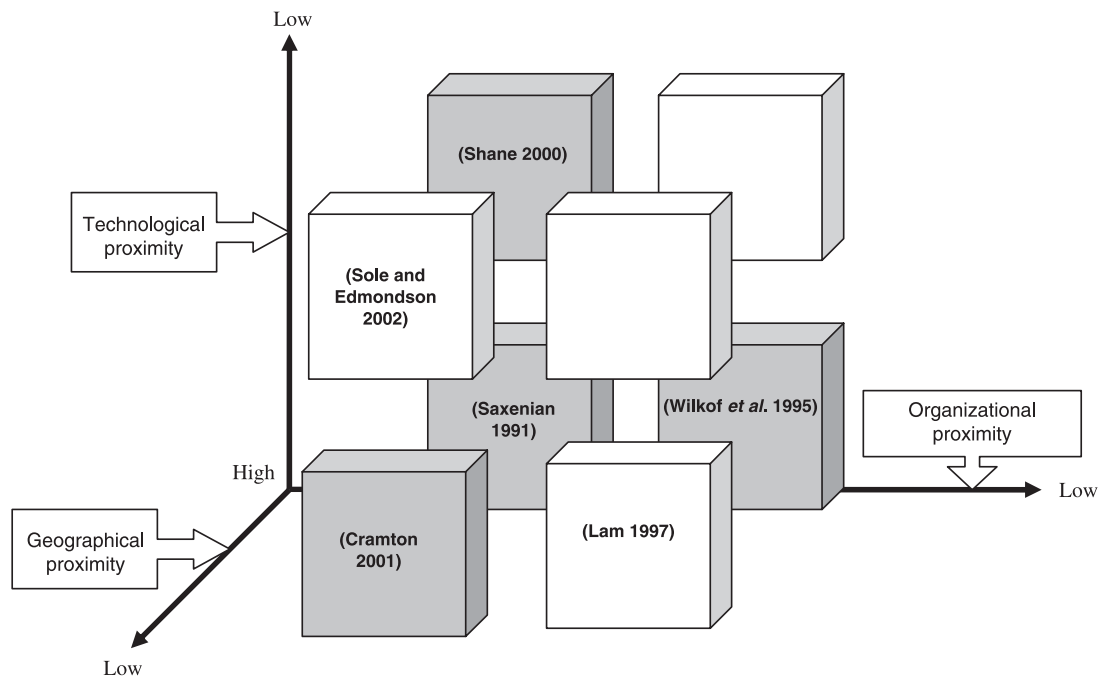 Low
(Shane 2000)
Technological
proximity
(Sole and
Edmondson
2002)
(Saxenian
1991)
(Wilkof et al. 1995)
Organizational
proximity
High
Low
Geographical
proximity
(Cramton
2001)
(Lam 1997)
Low